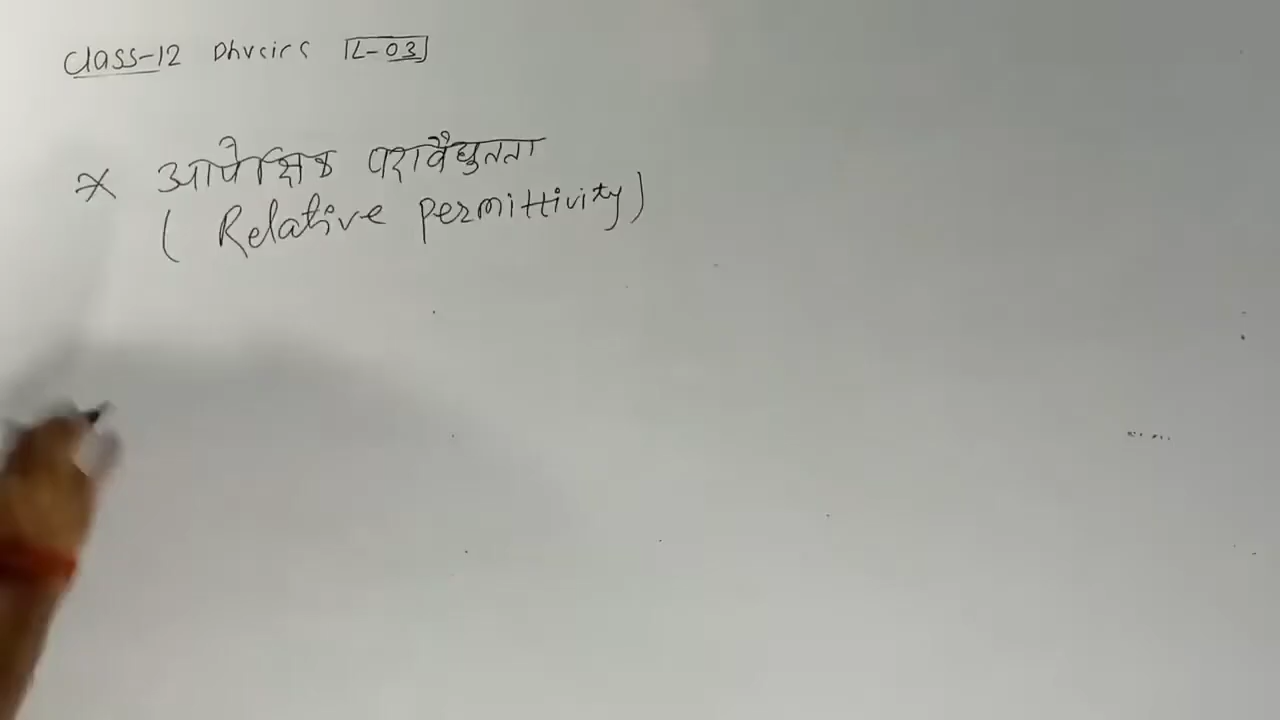 Class-12 Physics L-03
* आपेक्षिक परावैद्युतता
( Relative permittivity )